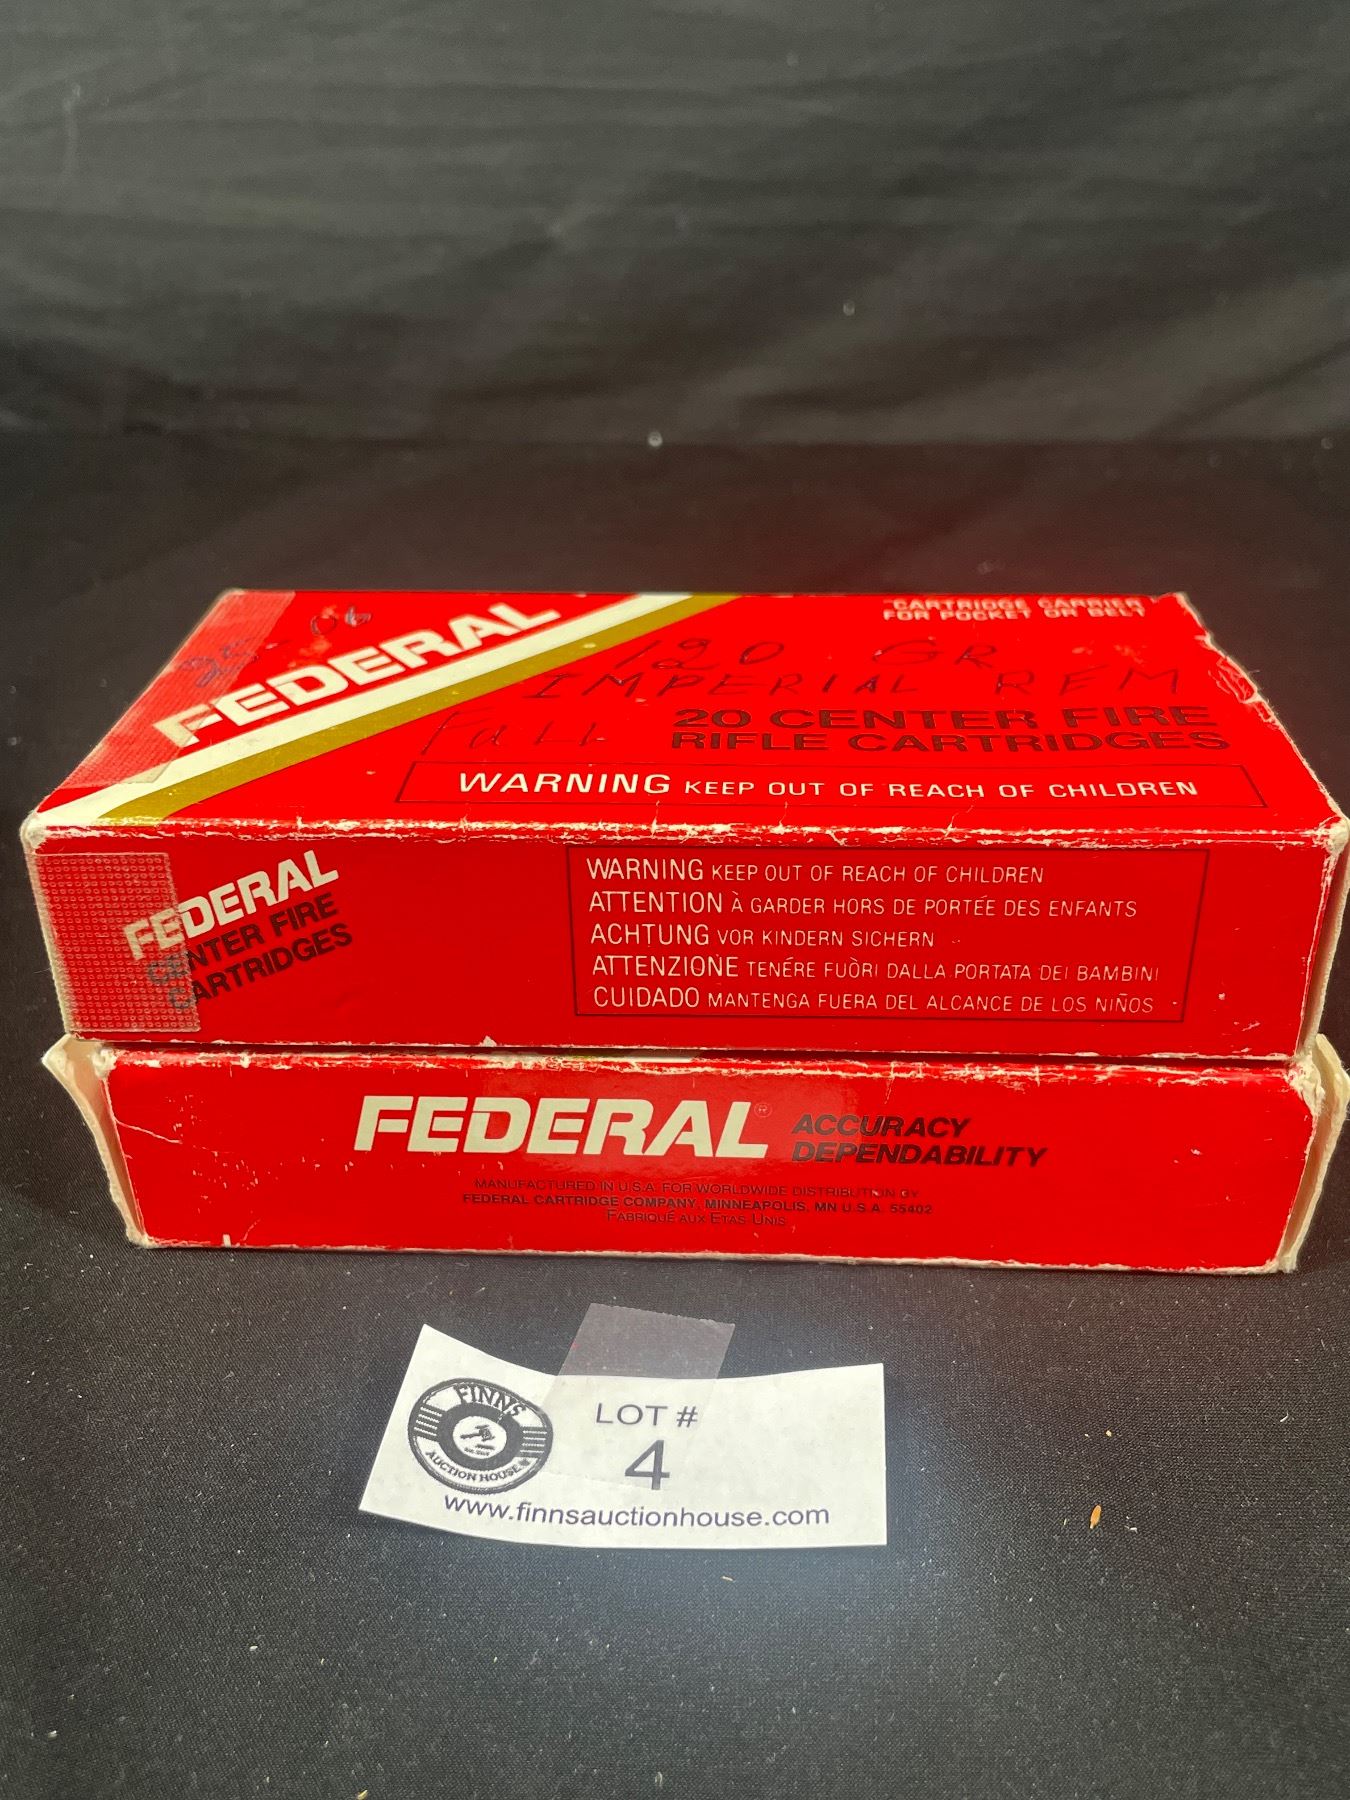 25-06
FEDERAL
"CARTRIDGE CARRIER"
FOR POCKET OR BELT
120 GR
IMPERIAL REM
FULL
20 CENTER FIRE
RIFLE CARTRIDGES
WARNING KEEP OUT OF REACH OF CHILDREN
FEDERAL
CENTER FIRE
CARTRIDGES
WARNING KEEP OUT OF REACH OF CHILDREN
ATTENTION À GARDER HORS DE PORTÉE DES ENFANTS
ACHTUNG VOR KINDERN SICHERN
ATTENZIONE TENÉRE FUÒRI DALLA PORTATA DEI BAMBINI
CUIDADO MANTENGA FUERA DEL ALCANCE DE LOS NIÑOS
FEDERAL®
ACCURACY
DEPENDABILITY
MANUFACTURED IN U.S.A. FOR WORLDWIDE DISTRIBUTION BY
FEDERAL CARTRIDGE COMPANY, MINNEAPOLIS, MN U.S.A. 55402
FABRIQUÉ AUX ETAS-UNIS
FINNS
AUCTION HOUSE
LOT #
4
www.finnsauctionhouse.com